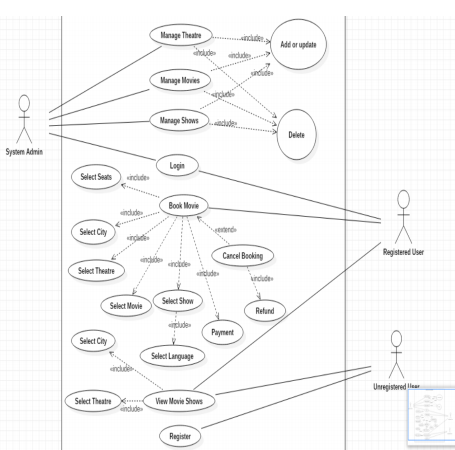 Manage Theatre
«include»
Add or update
«include»
«include»
Manage Movies
«include»
«include»
Manage Shows
«include»
Delete
System Admin
Login
Select Seats
«include»
Book Movie
«include»
Select City
«extend»
«include»
Registered User
Cancel Booking
«include»
«include»
Select Theatre
«include»
«include»
Select Movie
Select Show
Refund
«include»
Payment
Select City
Select Language
«include»
Unregistered User
Select Theatre
View Movie Shows
«include»
Register